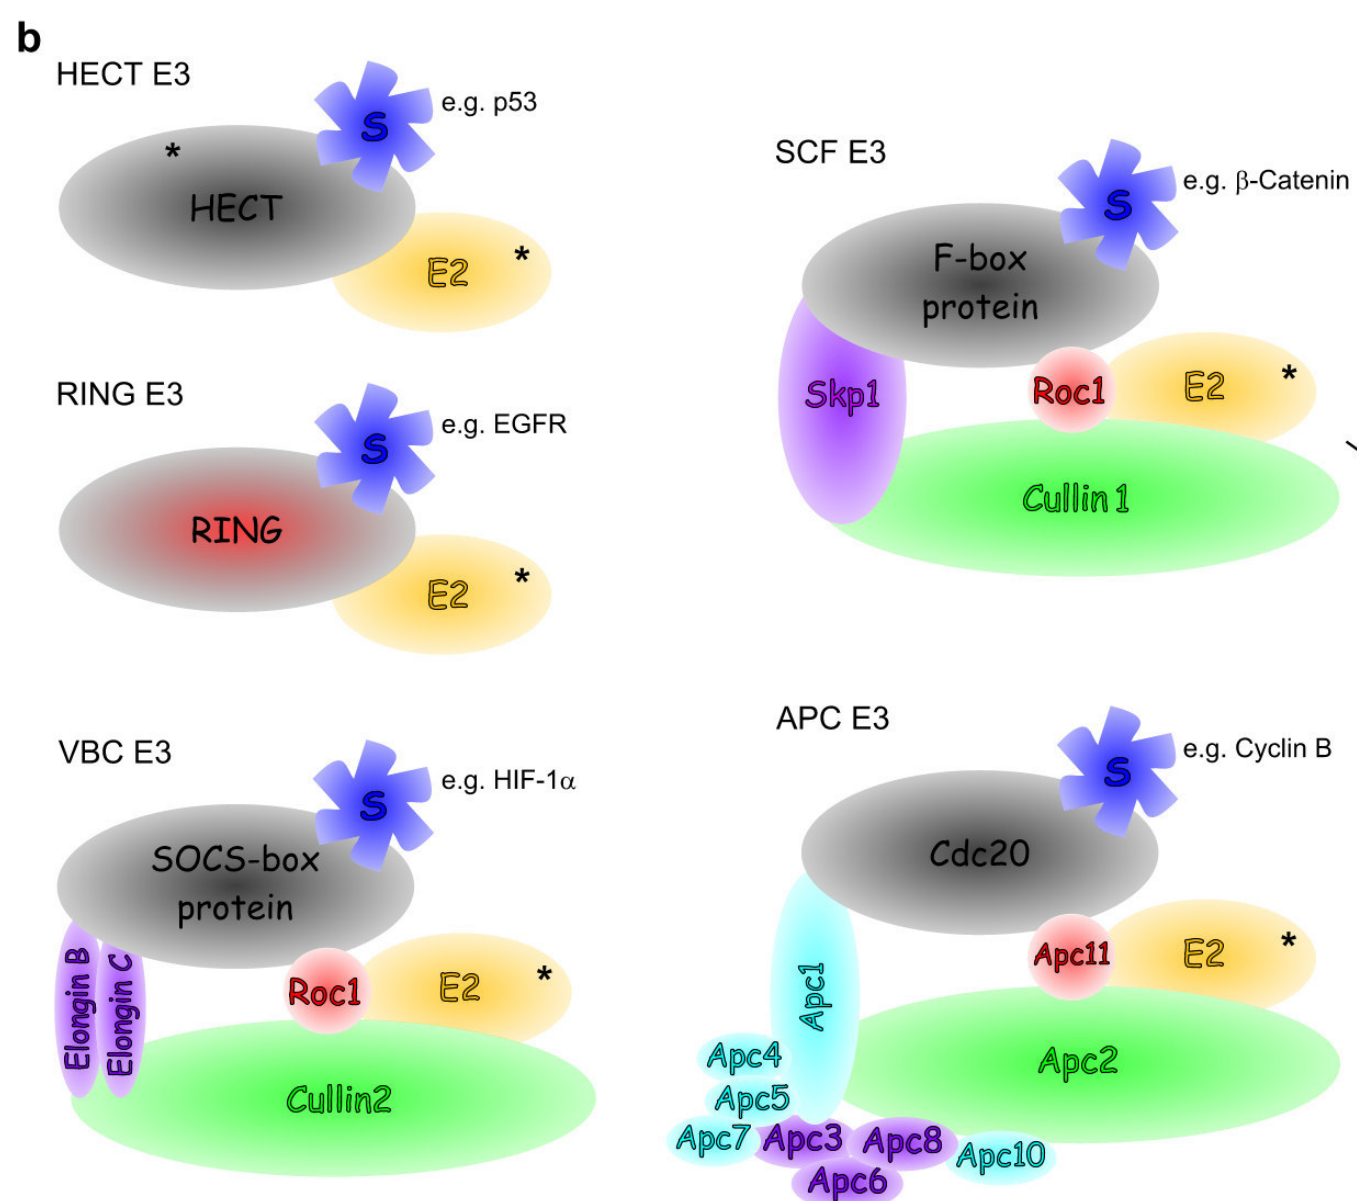 b
HECT E3
S
e.g. p53
*
HECT
E2
*
RING E3
S
e.g. EGFR
RING
E2
*
VBC E3
S
e.g. HIF-1α
SOCS-box
protein
Elongin B
Elongin C
Roc1
E2
*
Cullin2
SCF E3
S
e.g. β-Catenin
F-box
protein
Skp1
Roc1
E2
*
Cullin 1
APC E3
S
e.g. Cyclin B
Cdc20
Apc1
Apc11
E2
*
Apc2
Apc4
Apc5
Apc7
Apc3
Apc8
Apc10
Apc6